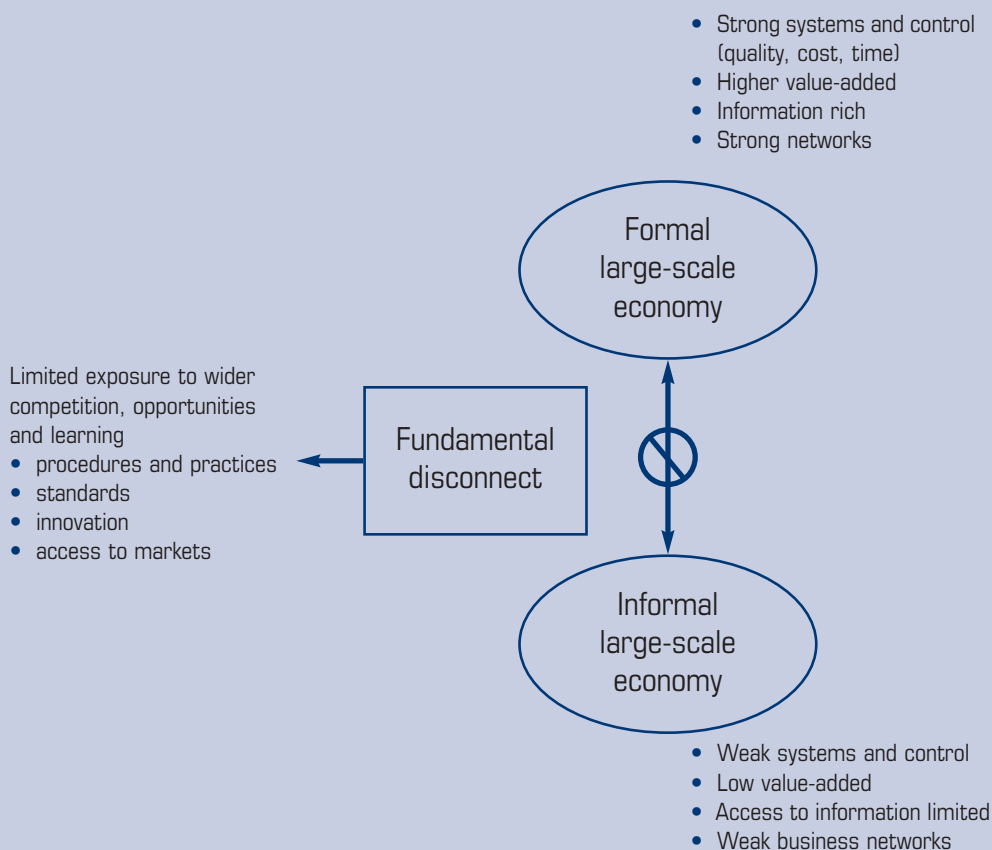 • Strong systems and control
(quality, cost, time)
• Higher value-added
• Information rich
• Strong networks
Formal
large-scale
economy
Limited exposure to wider
competition, opportunities
and learning
• procedures and practices
• standards
• innovation
• access to markets
Fundamental
disconnect
Informal
large-scale
economy
• Weak systems and control
• Low value-added
• Access to information limited
• Weak business networks